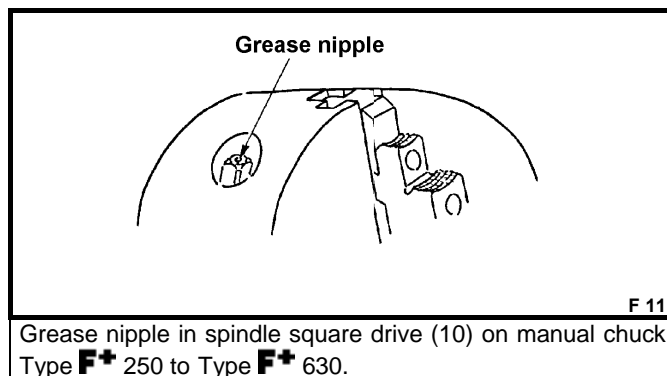 Grease nipple
F 11
Grease nipple in spindle square drive (10) on manual chuck
Type F+ 250 to Type F+ 630.